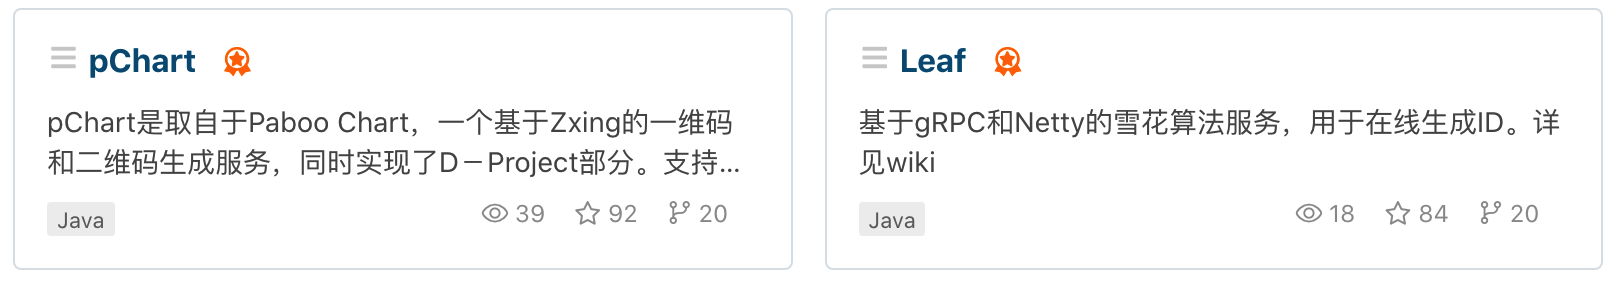 pChart
pChart是取自于Paboo Chart，一个基于Zxing的一维码
和二维码生成服务，同时实现了D－Project部分。支持...
Java
39
92
20
Leaf
基于gRPC和Netty的雪花算法服务，用于在线生成ID。详
见wiki
Java
18
84
20